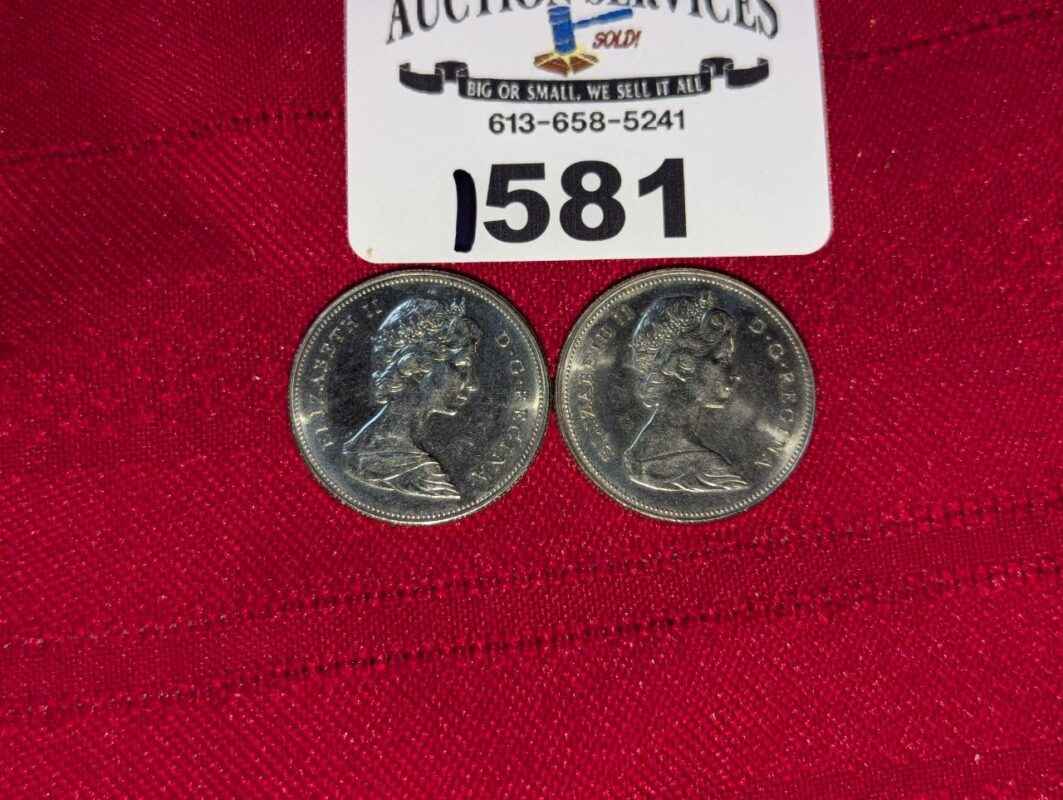 AUCTION SERVICES
SOLD!
BIG OR SMALL, WE SELL IT ALL
613-658-5241
1581
ELIZABETH II D·G·REGINA
ELIZABETH II D·G·REGINA